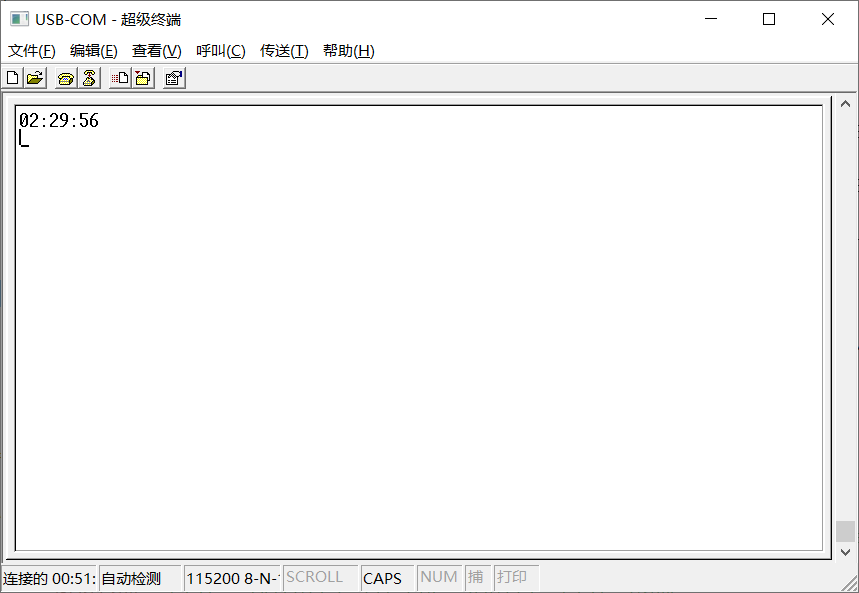 USB-COM - 超级终端
文件(F) 编辑(E) 查看(V) 呼叫(C) 传送(T) 帮助(H)
02:29:56
连接的 00:51: 自动检测 115200 8-N- SCROLL CAPS NUM 捕 打印